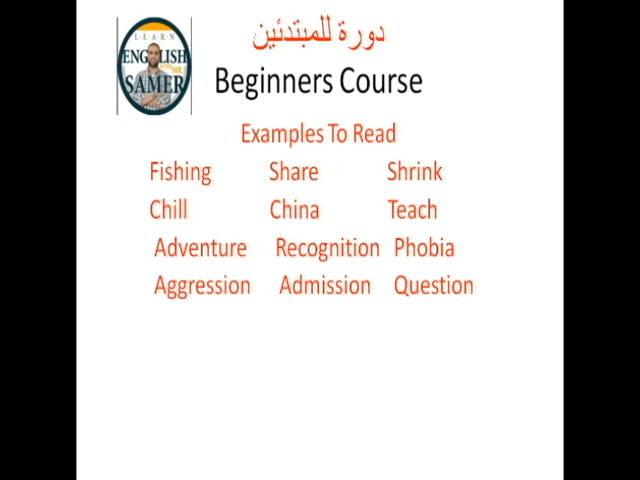 دورة للمبتدئين
LEARN
ENGLISH
SAMER
Beginners Course
Examples To Read
Fishing Share Shrink
Chill China Teach
Adventure Recognition Phobia
Aggression Admission Question